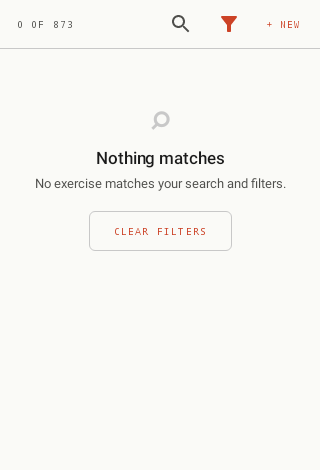 0 OF 873
+ NEW
Nothing matches
No exercise matches your search and filters.
CLEAR FILTERS